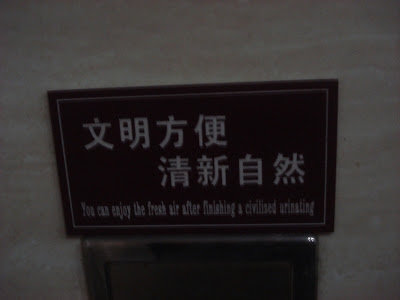 文明方便
清新自然
You can enjoy the fresh air after finishing a civilised urinating